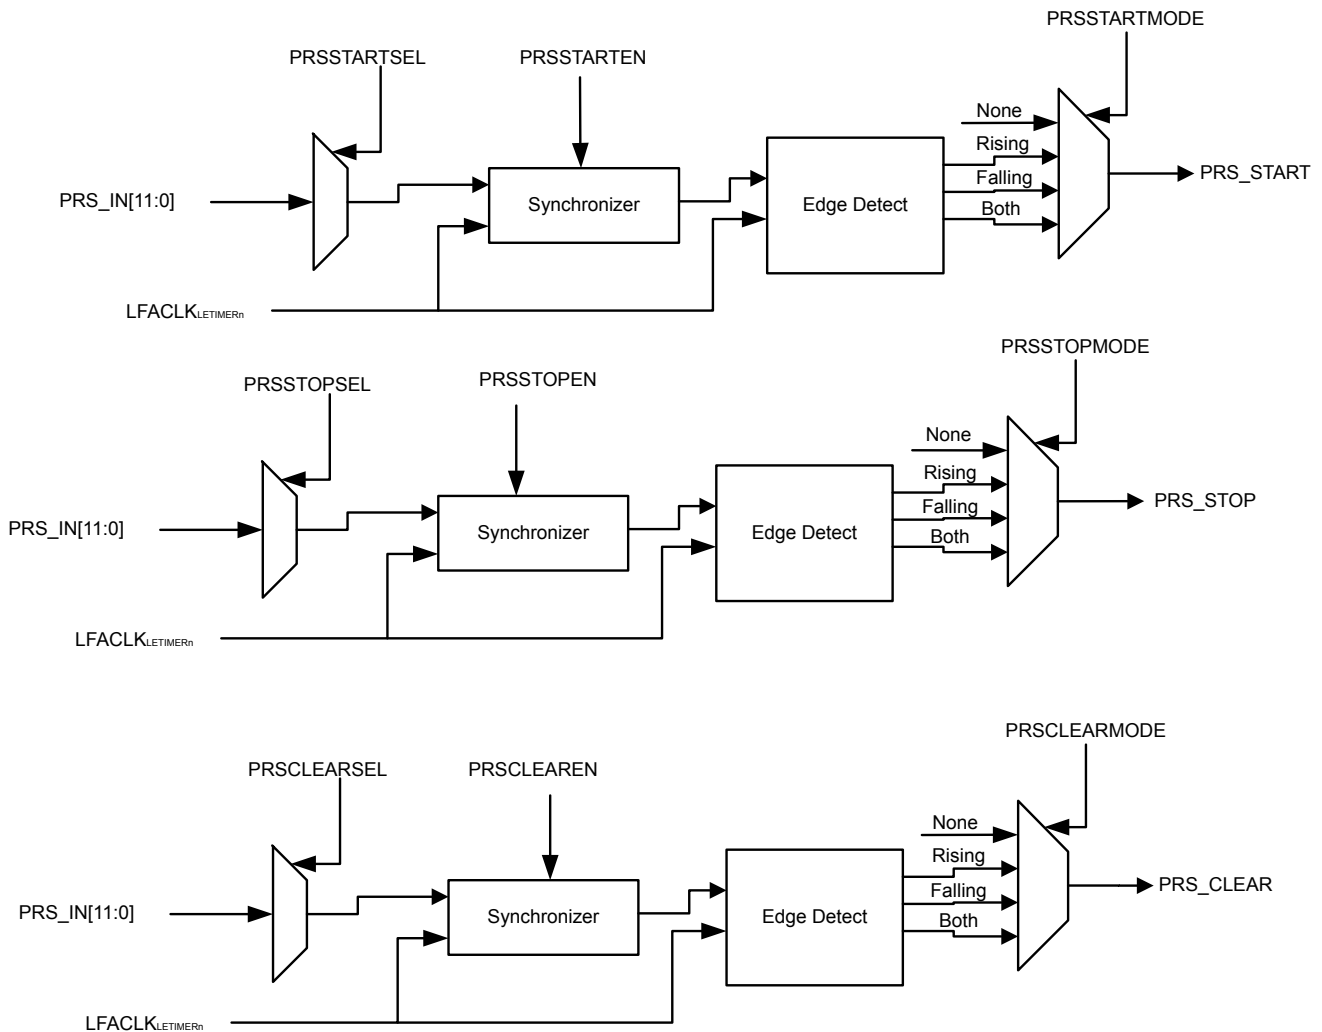 PRSSTARTMODE
PRSSTARTSEL
PRSSTARTEN
None
Rising
Falling
Both
PRS_IN[11:0]
Synchronizer
Edge Detect
PRS_START
LFACLKLETIMERn
PRSSTOPMODE
PRSSTOPSEL
PRSSTOPEN
None
Rising
Falling
Both
PRS_IN[11:0]
Synchronizer
Edge Detect
PRS_STOP
LFACLKLETIMERn
PRSCLEARMODE
PRSCLEARSEL
PRSCLEAREN
None
Rising
Falling
Both
PRS_IN[11:0]
Synchronizer
Edge Detect
PRS_CLEAR
LFACLKLETIMERn